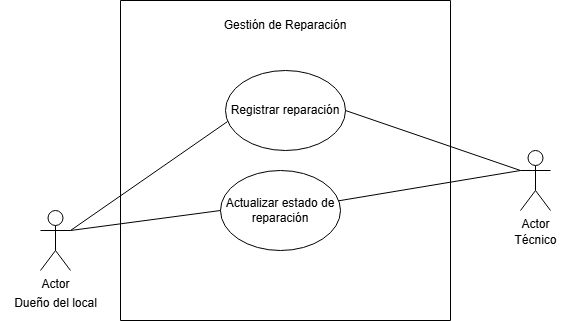 Gestión de Reparación
Registrar reparación
Actualizar estado de
reparación
Actor
Técnico
Actor
Dueño del local